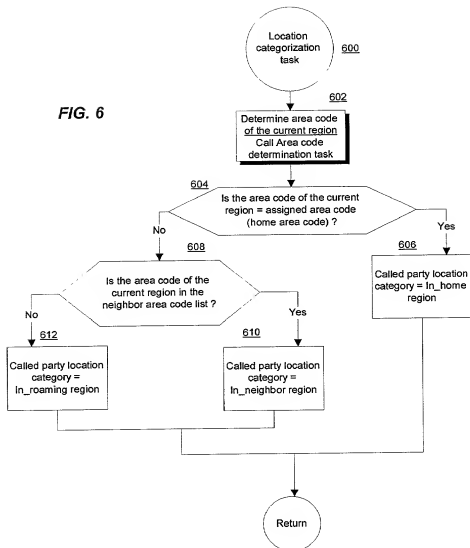 Location
categorization
task
600
602
FIG. 6
Determine area code
of the current region
Call Area code
determination task
604
Is the area code of the current
region = assigned area code
(home area code) ?
No
Yes
608
606
Is the area code of the
current region in the
neighbor area code list ?
Called party location
category = In_home
region
No
Yes
612
610
Called party location
category =
In_roaming region
Called party location
category =
In_neighbor region
Return